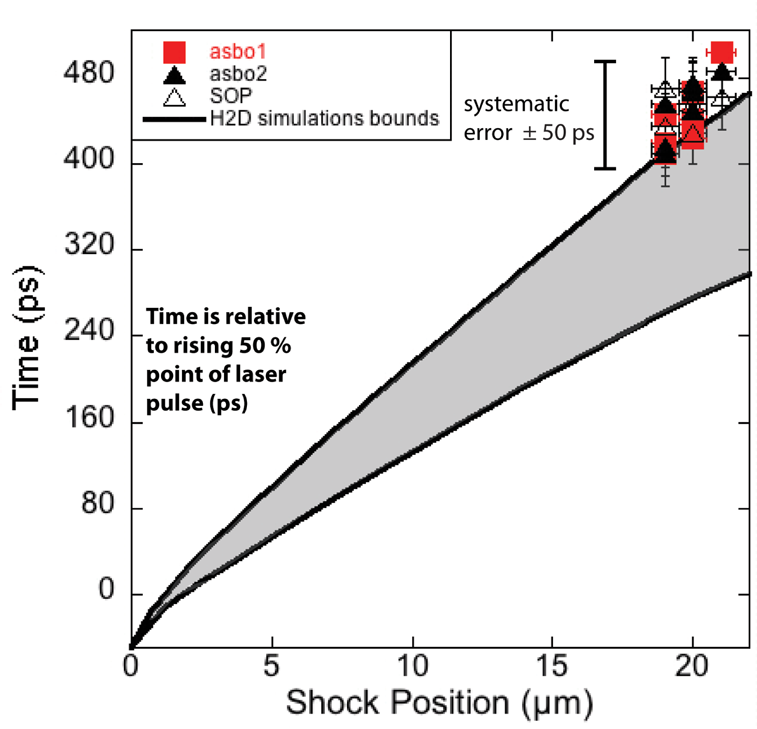 asbo1
asbo2
SOP
H2D simulations bounds
systematic
error ± 50 ps
Time is relative
to rising 50 %
point of laser
pulse (ps)
Time (ps)
480
400
320
240
160
80
0
0 5 10 15 20
Shock Position (μm)